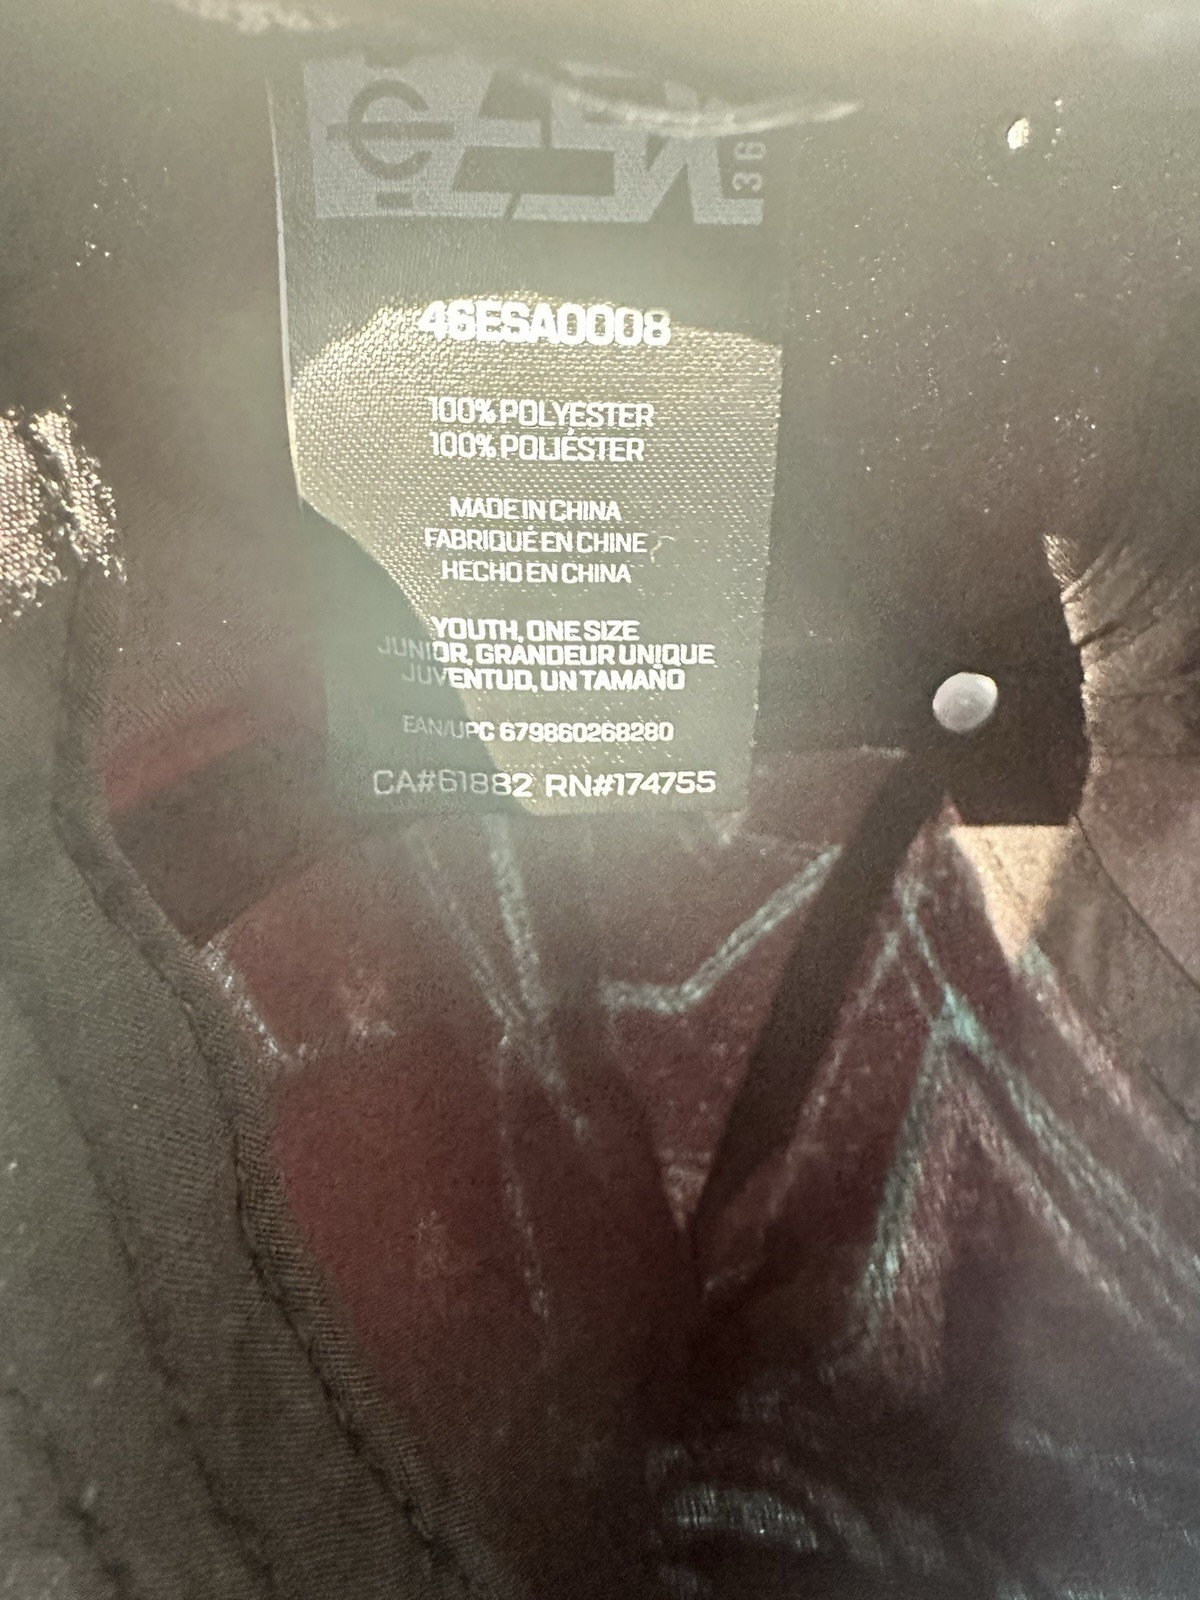 46ESA0008
100% POLYESTER
100% POLIÉSTER
MADE IN CHINA
FABRIQUÉ EN CHINE
HECHO EN CHINA
YOUTH, ONE SIZE
JUNIOR, GRANDEUR UNIQUE
JUVENTUD, UN TAMAÑO
EAN/UPC 679860268280
CA#61882 RN#174755